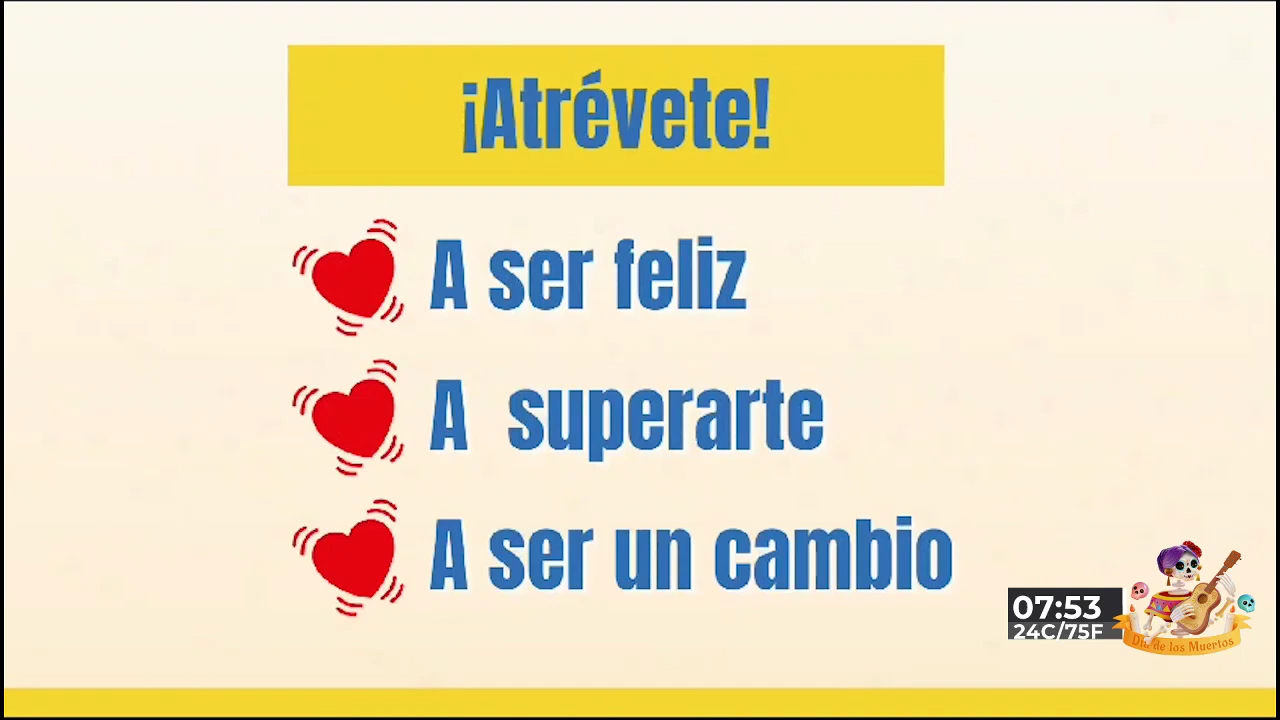 ¡Atrévete!
A ser feliz
A superarte
A ser un cambio
07:53
24C/75F
Día de los Muertos